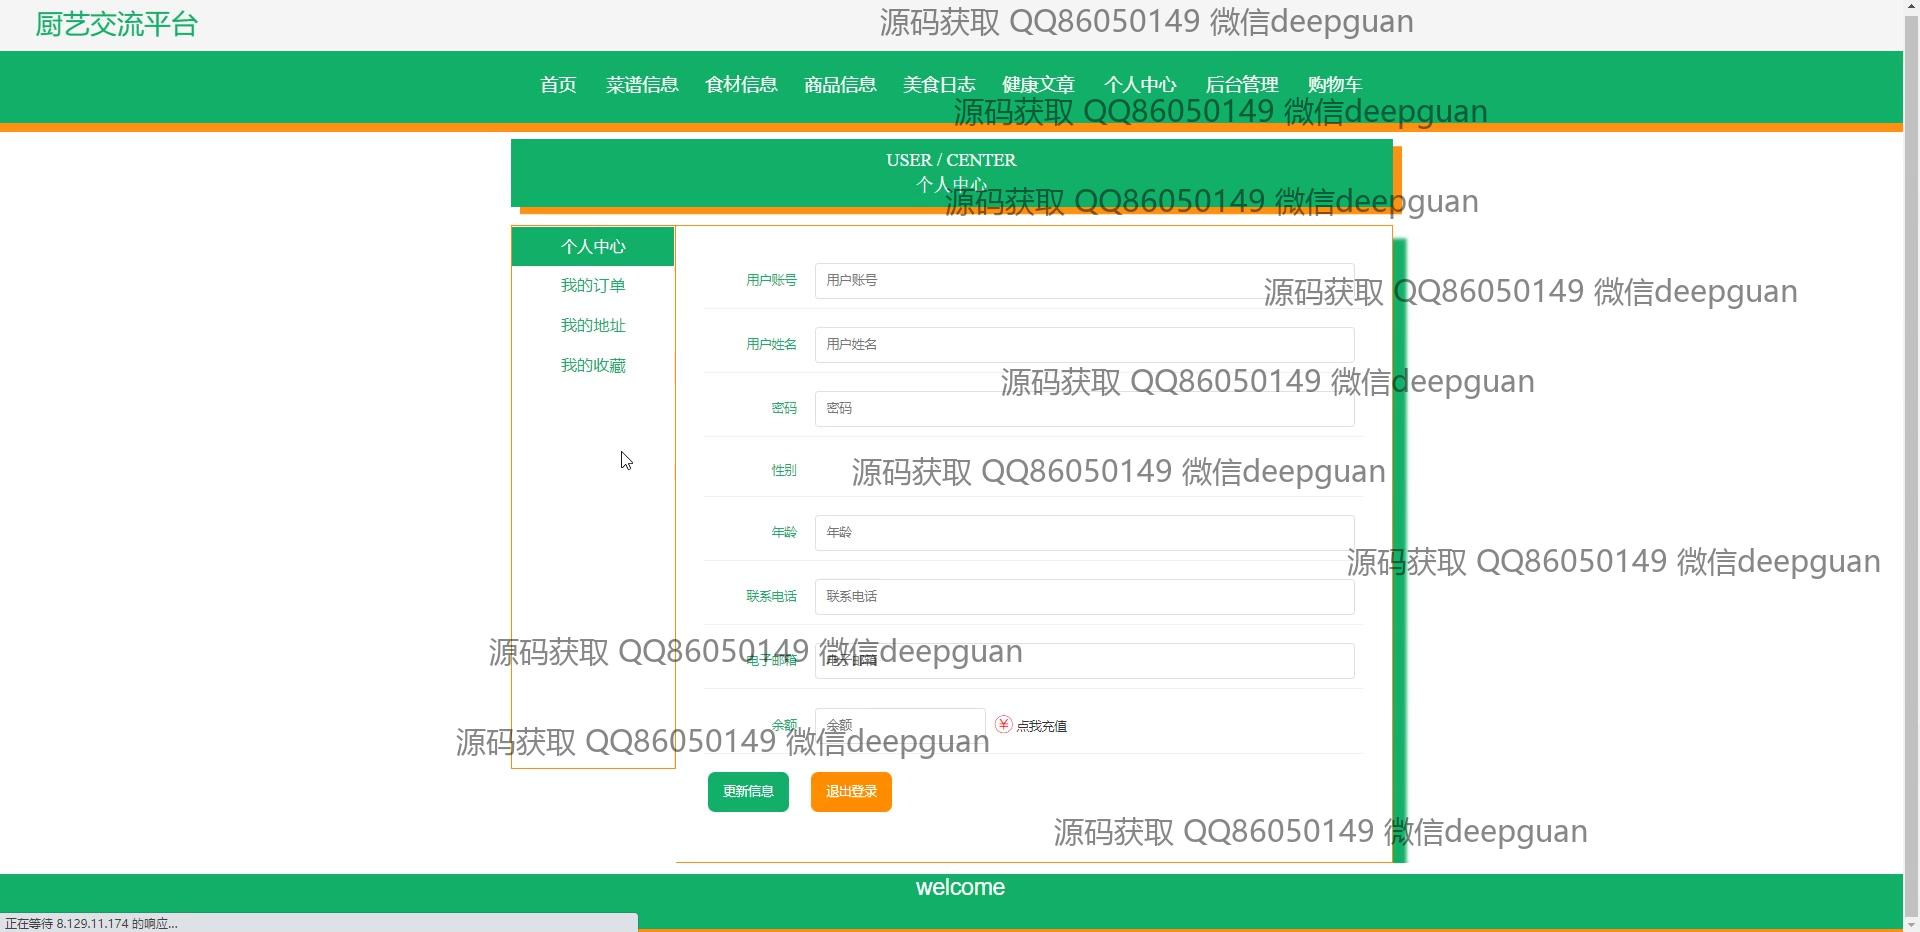 厨艺交流平台
源码获取 QQ86050149 微信deepguan
首页 菜谱信息 食材信息 商品信息 美食日志 健康文章 个人中心 后台管理 购物车
源码获取 QQ86050149 微信deepguan
USER / CENTER
个人中心
源码获取 QQ86050149 微信deepguan
个人中心
我的订单
我的地址
我的收藏
用户账号 用户账号
源码获取 QQ86050149 微信deepguan
用户姓名 用户姓名
源码获取 QQ86050149 微信deepguan
密码 密码
性别
源码获取 QQ86050149 微信deepguan
年龄 年龄
源码获取 QQ86050149 微信deepguan
联系电话 联系电话
源码获取 QQ86050149 微信deepguan
电子邮箱 电子邮箱
余额 余额 点我充值
源码获取 QQ86050149 微信deepguan
更新信息 退出登录
源码获取 QQ86050149 微信deepguan
welcome
正在等待 8.129.11.174 的响应...